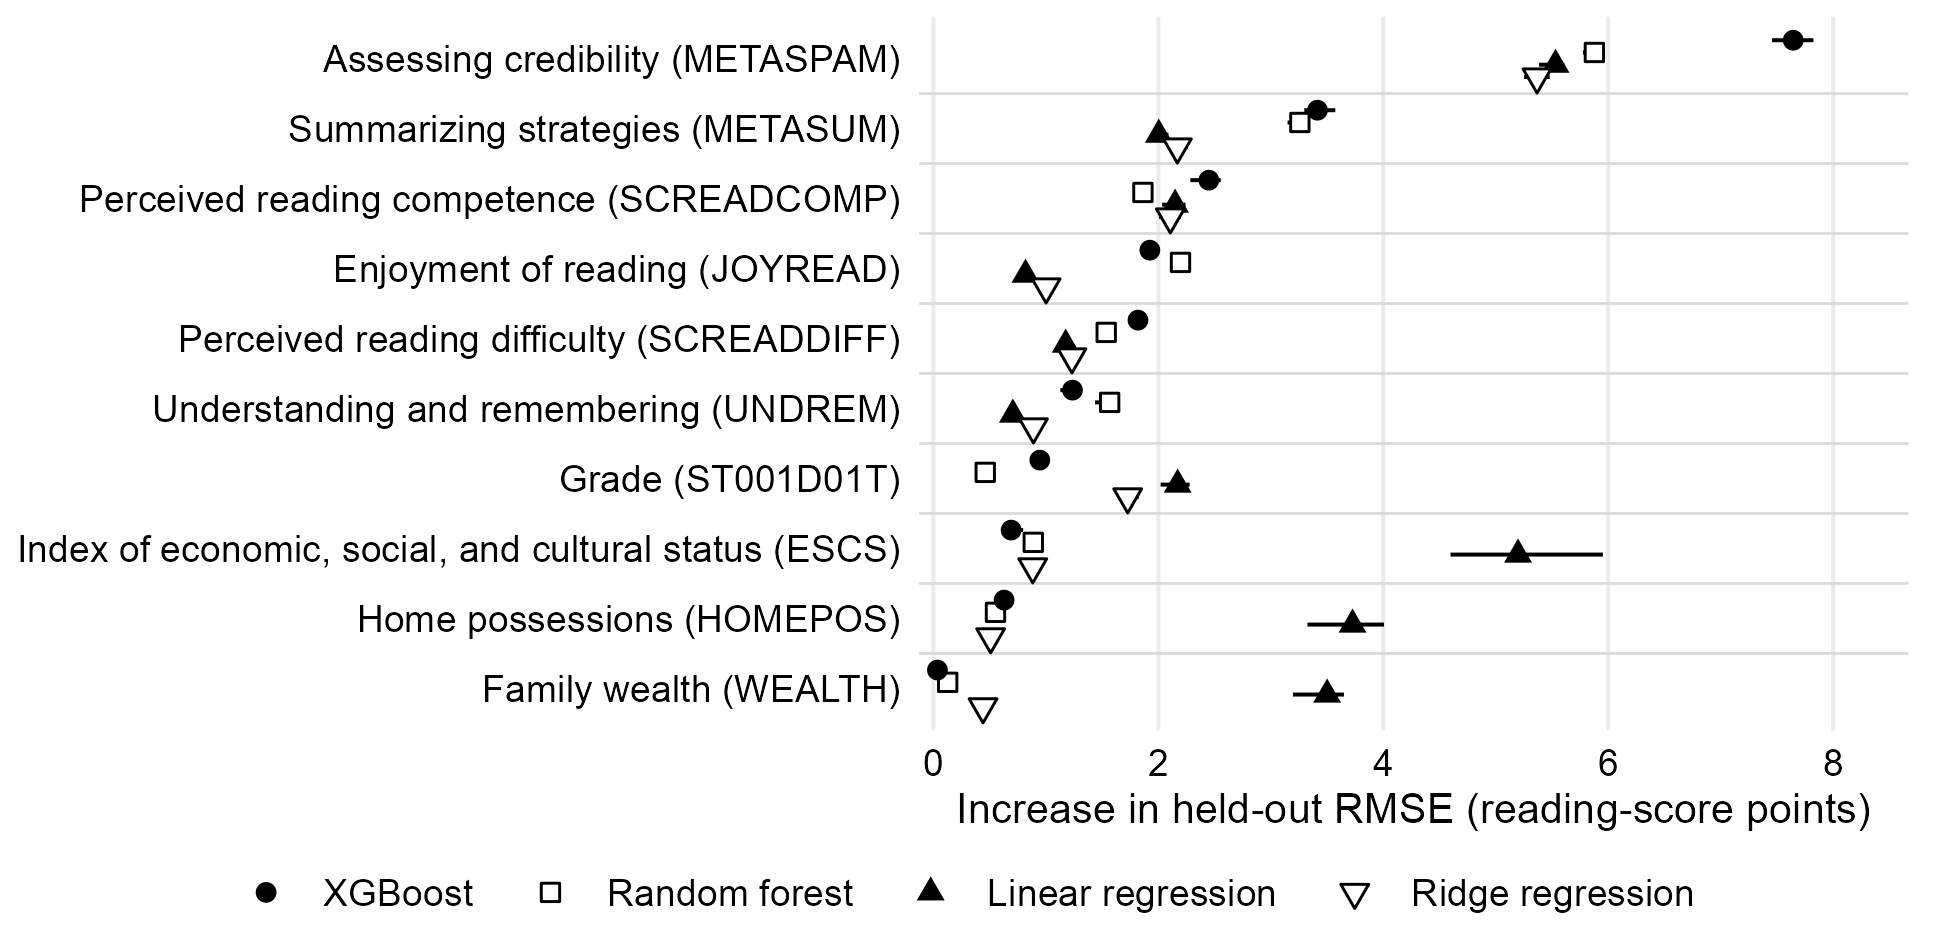 Assessing credibility (METASPAM)
Summarizing strategies (METASUM)
Perceived reading competence (SCREADCOMP)
Enjoyment of reading (JOYREAD)
Perceived reading difficulty (SCREADDIFF)
Understanding and remembering (UNDREM)
Grade (ST001D01T)
Index of economic, social, and cultural status (ESCS)
Home possessions (HOMEPOS)
Family wealth (WEALTH)
0 2 4 6 8
Increase in held-out RMSE (reading-score points)
XGBoost Random forest Linear regression Ridge regression